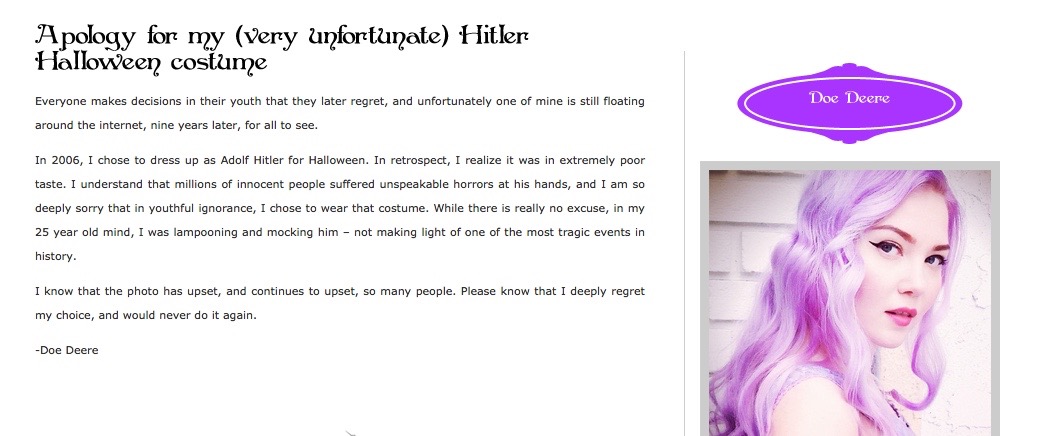 Apology for my (very unfortunate) Hitler
Halloween costume
Everyone makes decisions in their youth that they later regret, and unfortunately one of mine is still floating
around the internet, nine years later, for all to see.
In 2006, I chose to dress up as Adolf Hitler for Halloween. In retrospect, I realize it was in extremely poor
taste. I understand that millions of innocent people suffered unspeakable horrors at his hands, and I am so
deeply sorry that in youthful ignorance, I chose to wear that costume. While there is really no excuse, in my
25 year old mind, I was lampooning and mocking him – not making light of one of the most tragic events in
history.
I know that the photo has upset, and continues to upset, so many people. Please know that I deeply regret
my choice, and would never do it again.
-Doe Deere
Doe Deere